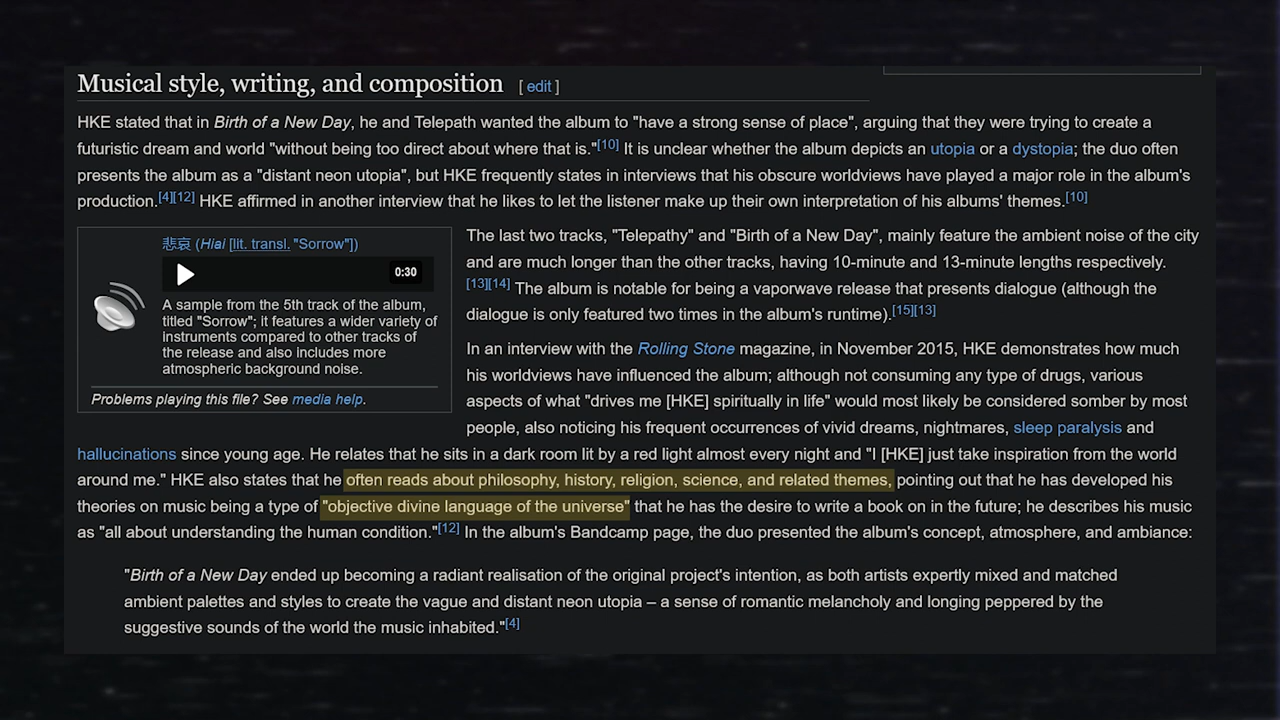 Musical style, writing, and composition [ edit ]
HKE stated that in Birth of a New Day, he and Telepath wanted the album to "have a strong sense of place", arguing that they were trying to create a
futuristic dream and world "without being too direct about where that is."[10] It is unclear whether the album depicts an utopia or a dystopia; the duo often
presents the album as a "distant neon utopia", but HKE frequently states in interviews that his obscure worldviews have played a major role in the album's
production.[4][12] HKE affirmed in another interview that he likes to let the listener make up their own interpretation of his albums' themes.[10]
悲哀 (Hiai [lit. transl. "Sorrow"])
0:30
A sample from the 5th track of the album,
titled "Sorrow"; it features a wider variety of
instruments compared to other tracks of
the release and also includes more
atmospheric background noise.
Problems playing this file? See media help.
The last two tracks, "Telepathy" and "Birth of a New Day", mainly feature the ambient noise of the city
and are much longer than the other tracks, having 10-minute and 13-minute lengths respectively.
[13][14] The album is notable for being a vaporwave release that presents dialogue (although the
dialogue is only featured two times in the album's runtime).[15][13]
In an interview with the Rolling Stone magazine, in November 2015, HKE demonstrates how much
his worldviews have influenced the album; although not consuming any type of drugs, various
aspects of what "drives me [HKE] spiritually in life" would most likely be considered somber by most
people, also noticing his frequent occurrences of vivid dreams, nightmares, sleep paralysis and
hallucinations since young age. He relates that he sits in a dark room lit by a red light almost every night and "I [HKE] just take inspiration from the world
around me." HKE also states that he often reads about philosophy, history, religion, science, and related themes, pointing out that he has developed his
theories on music being a type of "objective divine language of the universe" that he has the desire to write a book on in the future; he describes his music
as "all about understanding the human condition."[12] In the album's Bandcamp page, the duo presented the album's concept, atmosphere, and ambiance:
"Birth of a New Day ended up becoming a radiant realisation of the original project's intention, as both artists expertly mixed and matched
ambient palettes and styles to create the vague and distant neon utopia – a sense of romantic melancholy and longing peppered by the
suggestive sounds of the world the music inhabited."[4]